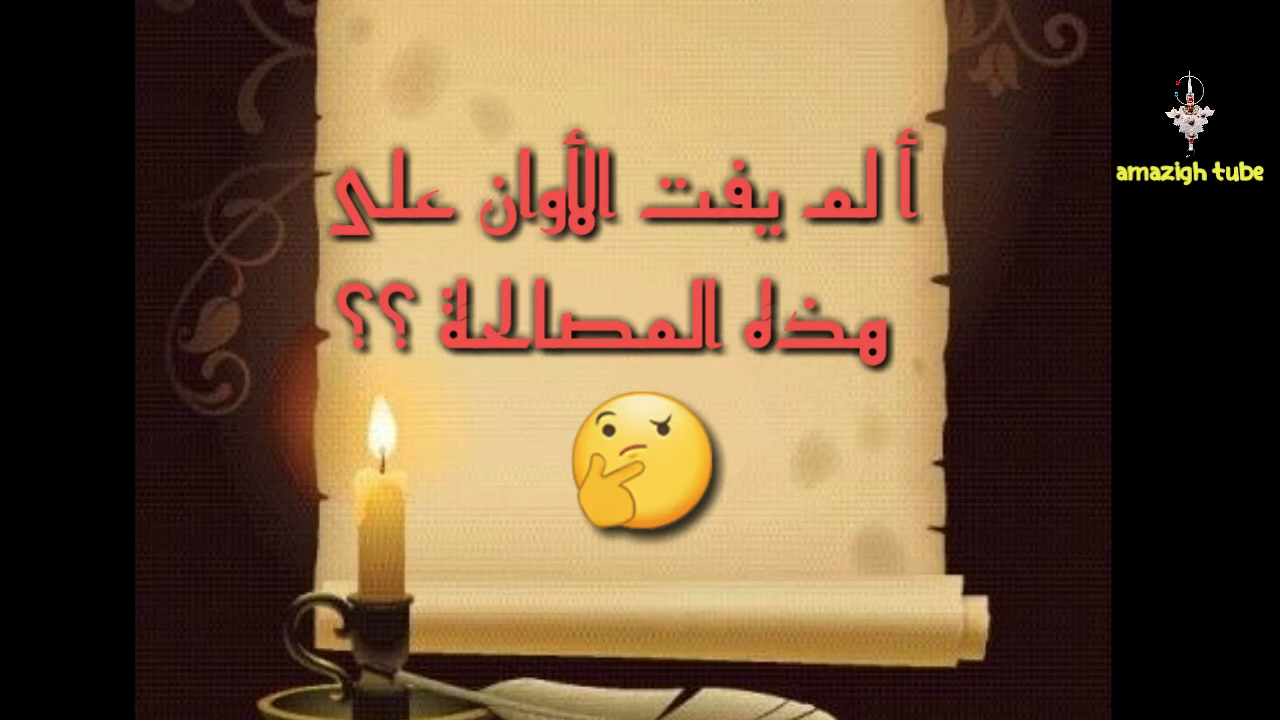 ألم يفت الأوان على
هذه المصالحة ؟؟
amazigh tube